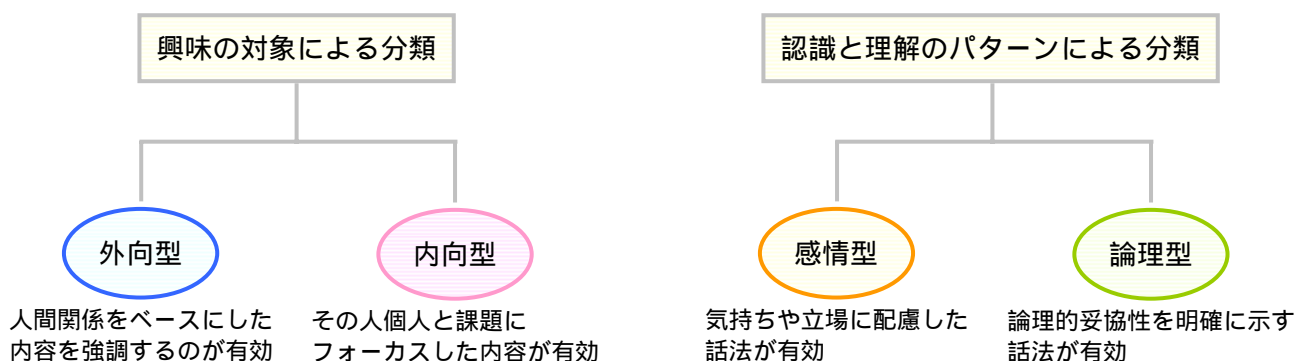 興味の対象による分類
認識と理解のパターンによる分類
外向型
内向型
感情型
論理型
人間関係をベースにした
内容を強調するのが有効
その人個人と課題に
フォーカスした内容が有効
気持ちや立場に配慮した
話法が有効
論理的妥協性を明確に示す
話法が有効